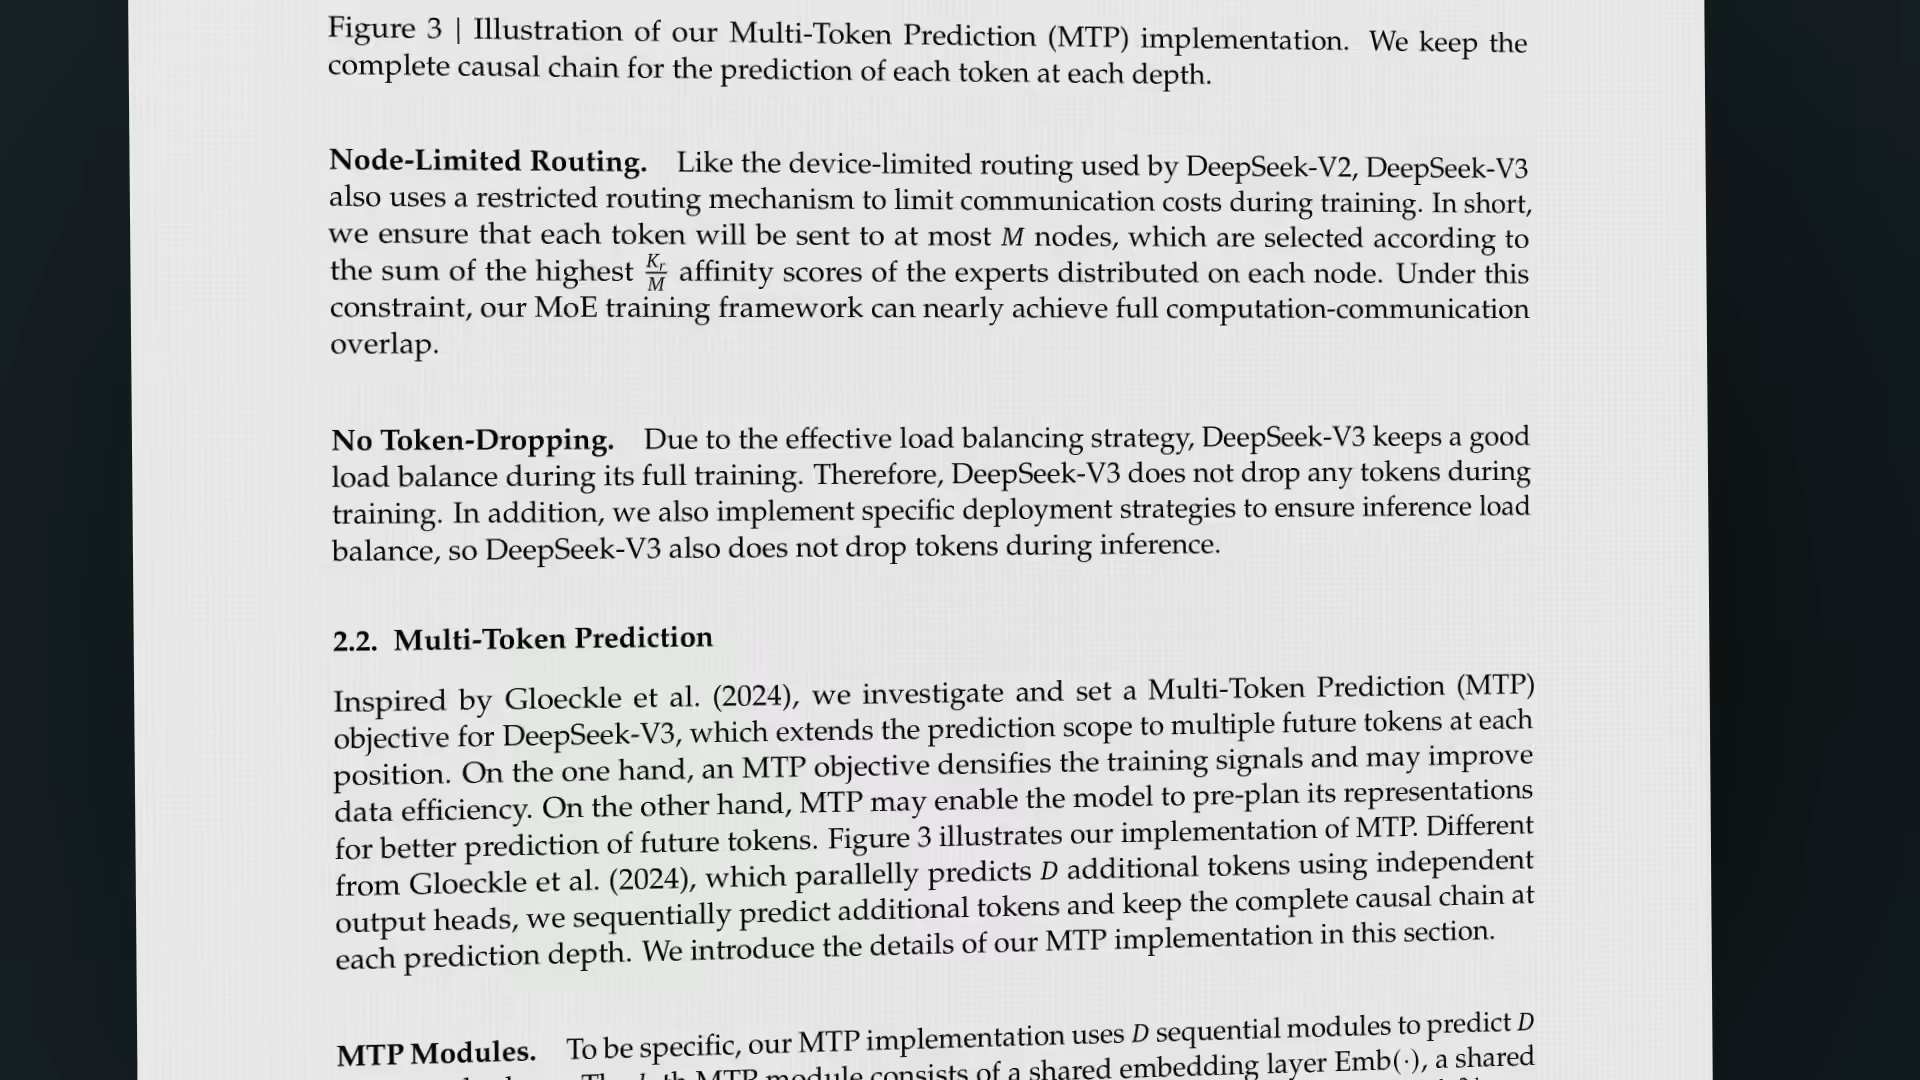 Figure 3 | Illustration of our Multi-Token Prediction (MTP) implementation. We keep the
complete causal chain for the prediction of each token at each depth.
Node-Limited Routing. Like the device-limited routing used by DeepSeek-V2, DeepSeek-V3
also uses a restricted routing mechanism to limit communication costs during training. In short,
we ensure that each token will be sent to at most M nodes, which are selected according to
the sum of the highest K_r/M affinity scores of the experts distributed on each node. Under this
constraint, our MoE training framework can nearly achieve full computation-communication
overlap.
No Token-Dropping. Due to the effective load balancing strategy, DeepSeek-V3 keeps a good
load balance during its full training. Therefore, DeepSeek-V3 does not drop any tokens during
training. In addition, we also implement specific deployment strategies to ensure inference load
balance, so DeepSeek-V3 also does not drop tokens during inference.
2.2. Multi-Token Prediction
Inspired by Gloeckle et al. (2024), we investigate and set a Multi-Token Prediction (MTP)
objective for DeepSeek-V3, which extends the prediction scope to multiple future tokens at each
position. On the one hand, an MTP objective densifies the training signals and may improve
data efficiency. On the other hand, MTP may enable the model to pre-plan its representations
for better prediction of future tokens. Figure 3 illustrates our implementation of MTP. Different
from Gloeckle et al. (2024), which parallelly predicts D additional tokens using independent
output heads, we sequentially predict additional tokens and keep the complete causal chain at
each prediction depth. We introduce the details of our MTP implementation in this section.
MTP Modules. To be specific, our MTP implementation uses D sequential modules to predict D
MTP module consists of a shared embedding layer Emb(·), a shared